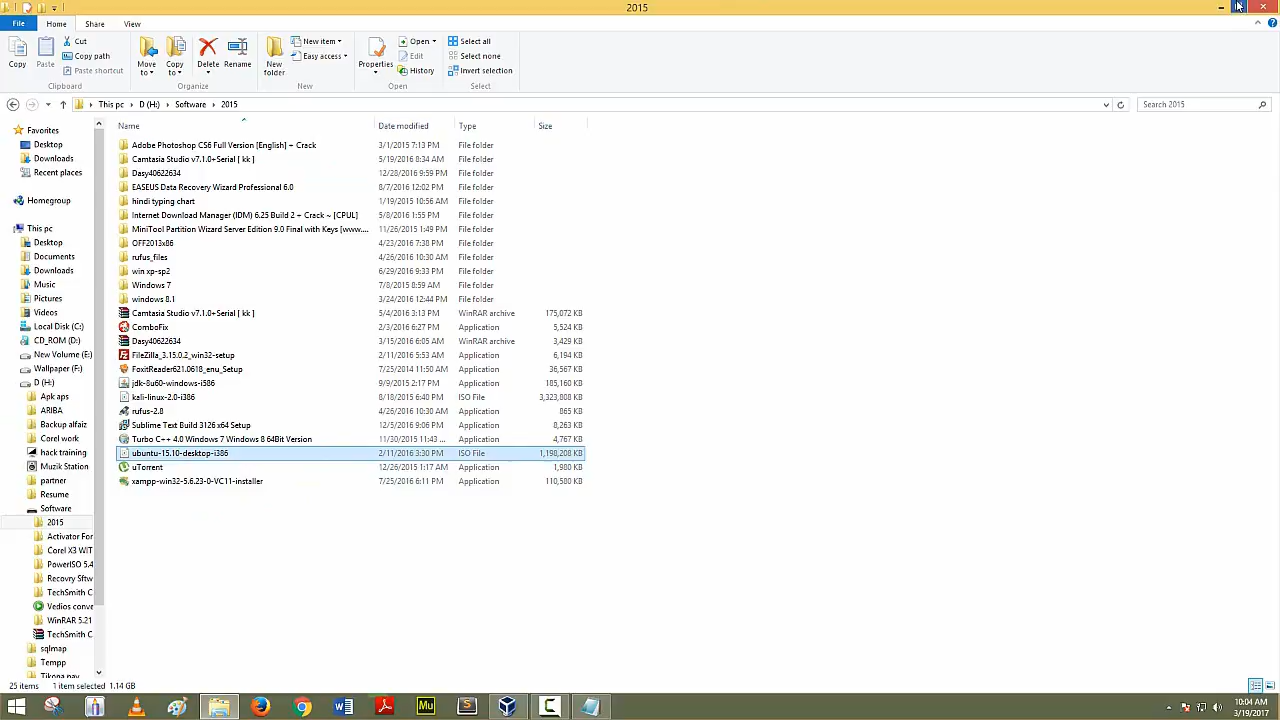 2015
File Home Share View
Copy
Paste
Cut
Copy path
Paste shortcut
Move to
Copy to
Delete
Rename
New folder
New item
Easy access
Properties
Open
Edit
History
Select all
Select none
Invert selection
Clipboard Organize New Open Select
This pc D (H:) Software 2015
Search 2015
Name Date modified Type Size
Favorites
Desktop
Downloads
Recent places
Homegroup
This pc
Desktop
Documents
Downloads
Music
Pictures
Videos
Local Disk (C:)
CD_ROM (D:)
New Volume (E:)
Wallpaper (F:)
D (H:)
Apk aps
ARIBA
Backup alfaiz
Corel work
hack training
Muzik Station
partner
Resume
Software
2015
Activator For
Corel X3 WIT
PowerISO 5.4
Recovry Sftw
TechSmith C
Vedios conve
WinRAR 5.21
TechSmith C
sqlmap
Tempp
Tikona nav
Adobe Photoshop CS6 Full Version [English] + Crack 3/1/2015 7:13 PM File folder
Camtasia Studio v7.1.0+Serial [ kk ] 5/19/2016 8:34 AM File folder
Dasy40622634 12/28/2016 9:59 PM File folder
EASEUS Data Recovery Wizard Professional 6.0 8/7/2016 12:02 PM File folder
hindi typing chart 1/19/2015 10:56 AM File folder
Internet Download Manager (IDM) 6.25 Build 2 + Crack ~ [CPUL] 5/8/2016 1:55 PM File folder
MiniTool Partition Wizard Server Edition 9.0 Final with Keys [www.... 11/26/2015 1:49 PM File folder
OFF2013x86 4/23/2016 7:38 PM File folder
rufus_files 4/26/2016 10:30 AM File folder
win xp-sp2 6/29/2016 9:33 PM File folder
Windows 7 7/8/2015 8:59 AM File folder
windows 8.1 3/24/2016 12:44 PM File folder
Camtasia Studio v7.1.0+Serial [ kk ] 5/4/2016 3:13 PM WinRAR archive 175,072 KB
ComboFix 2/3/2016 6:27 PM Application 5,524 KB
Dasy40622634 3/15/2016 6:05 AM WinRAR archive 3,429 KB
FileZilla_3.15.0.2_win32-setup 2/11/2016 5:53 AM Application 6,194 KB
FoxitReader621.0618_enu_Setup 7/25/2014 11:50 AM Application 36,567 KB
jdk-8u60-windows-i586 9/9/2015 2:17 PM Application 185,160 KB
kali-linux-2.0-i386 8/18/2015 6:40 PM ISO File 3,323,808 KB
rufus-2.8 4/26/2016 10:30 AM Application 865 KB
Sublime Text Build 3126 x64 Setup 12/5/2016 9:06 PM Application 8,263 KB
Turbo C++ 4.0 Windows 7 Windows 8 64Bit Version 11/30/2015 11:43 ... Application 4,767 KB
ubuntu-15.10-desktop-i386 2/11/2016 3:30 PM ISO File 1,198,208 KB
uTorrent 12/26/2015 1:17 AM Application 1,980 KB
xampp-win32-5.6.23-0-VC11-installer 7/25/2016 6:11 PM Application 110,580 KB
25 items 1 item selected 1.14 GB
Mu
10:04 AM
3/19/2017